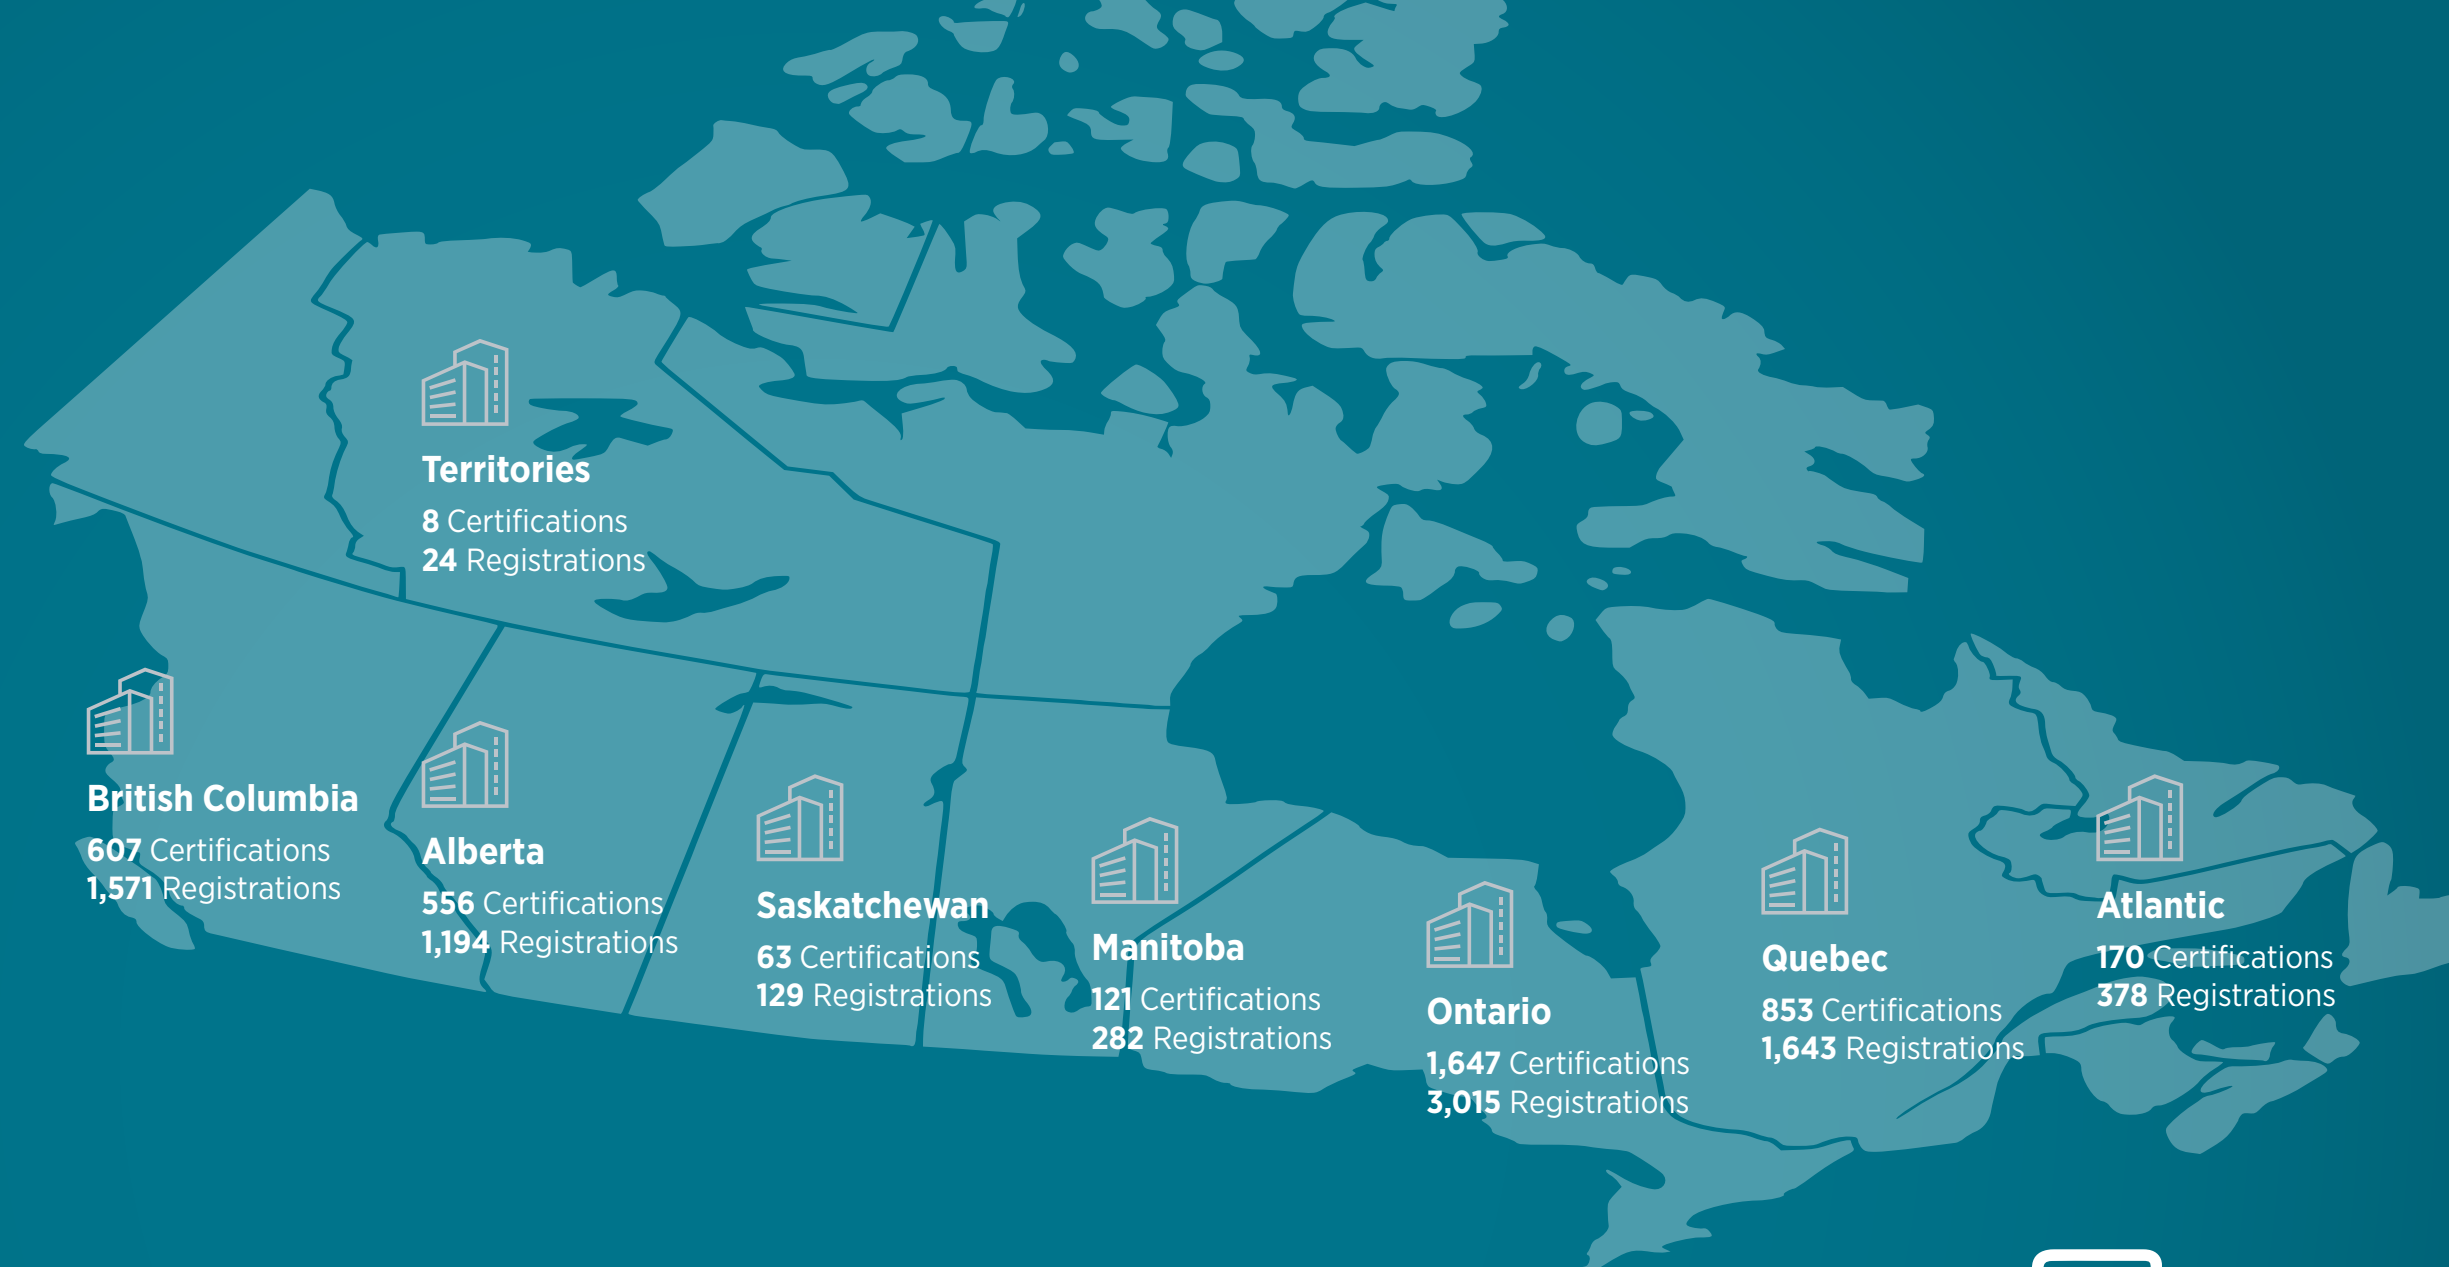 Territories
8 Certifications
24 Registrations
British Columbia
607 Certifications
1,571 Registrations
Alberta
556 Certifications
1,194 Registrations
Saskatchewan
63 Certifications
129 Registrations
Manitoba
121 Certifications
282 Registrations
Ontario
1,647 Certifications
3,015 Registrations
Quebec
853 Certifications
1,643 Registrations
Atlantic
170 Certifications
378 Registrations